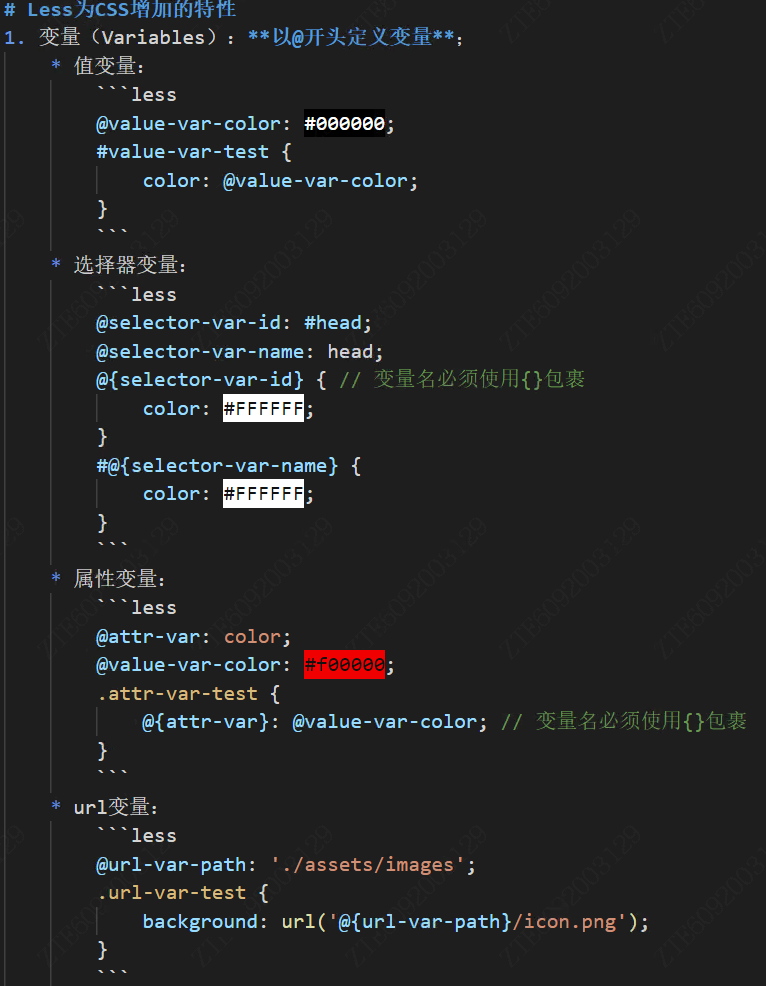 # Less为CSS增加的特性
1. 变量（Variables）: **以@开头定义变量**;
* 值变量:
```less
@value-var-color: #000000;
#value-var-test {
color: @value-var-color;
}
```
* 选择器变量:
```less
@selector-var-id: #head;
@selector-var-name: head;
@{selector-var-id} { // 变量名必须使用{}包裹
color: #FFFFFF;
}
#@{selector-var-name} {
color: #FFFFFF;
}
```
* 属性变量:
```less
@attr-var: color;
@value-var-color: #f00000;
.attr-var-test {
@{attr-var}: @value-var-color; // 变量名必须使用{}包裹
}
```
* url变量:
```less
@url-var-path: './assets/images';
.url-var-test {
background: url('@{url-var-path}/icon.png');
}
```